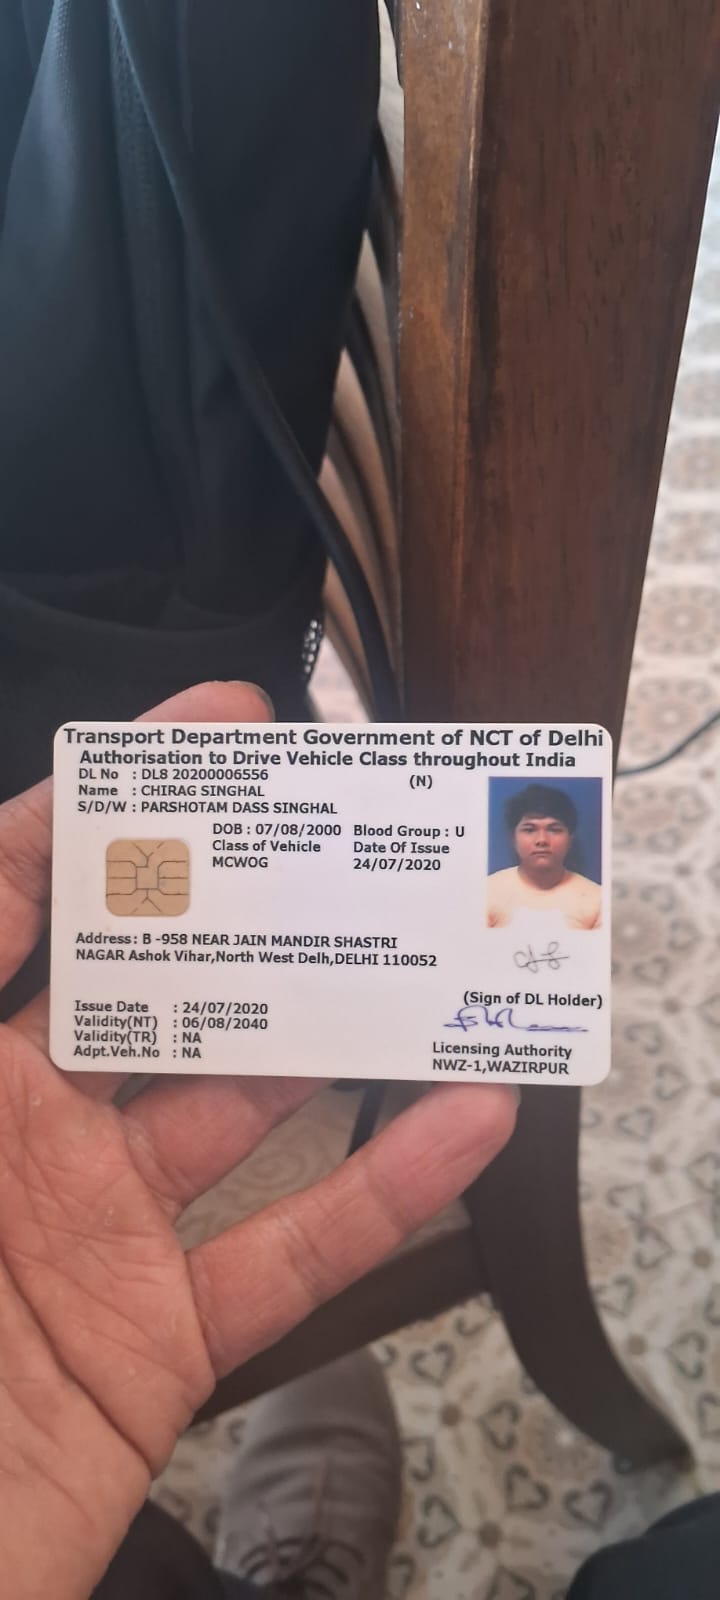 Transport Department Government of NCT of Delhi
Authorisation to Drive Vehicle Class throughout India
DL No : DL8 20200006556 (N)
Name : CHIRAG SINGHAL
S/D/W : PARSHOTAM DASS SINGHAL
DOB : 07/08/2000 Blood Group : U
Class of Vehicle Date Of Issue
MCWOG 24/07/2020
Address : B -958 NEAR JAIN MANDIR SHASTRI
NAGAR Ashok Vihar,North West Delh,DELHI 110052
(Sign of DL Holder)
Issue Date : 24/07/2020
Validity(NT) : 06/08/2040
Validity(TR) : NA
Adpt.Veh.No : NA
Licensing Authority
NWZ-1,WAZIRPUR